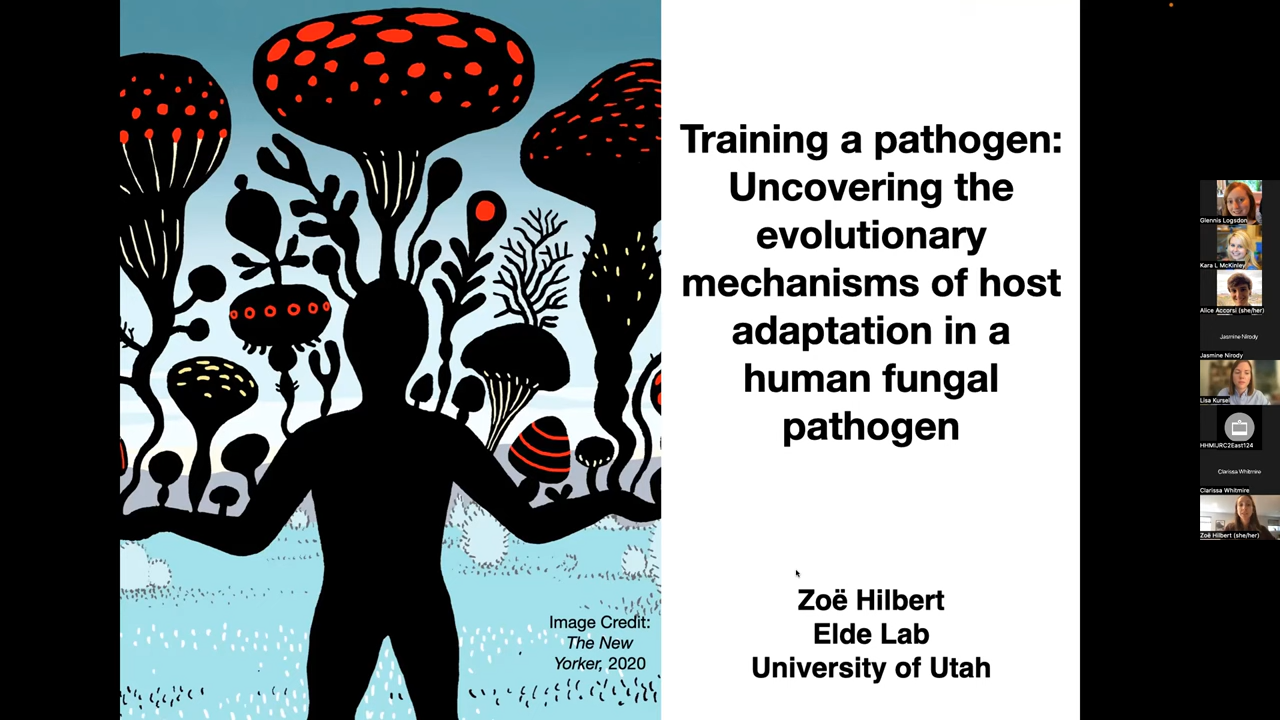 Training a pathogen:
Uncovering the
evolutionary
mechanisms of host
adaptation in a
human fungal
pathogen
Zoë Hilbert
Elde Lab
University of Utah
Image Credit:
The New
Yorker, 2020
Glennis Logsdon
Kara L McKinley
Alice Accorsi (she/her)
Jasmine Nirody
Jasmine Nirody
Lisa Kursel
HHMIJRC2East124
Clarissa Whitmire
Clarissa Whitmire
Zoë Hilbert (she/her)